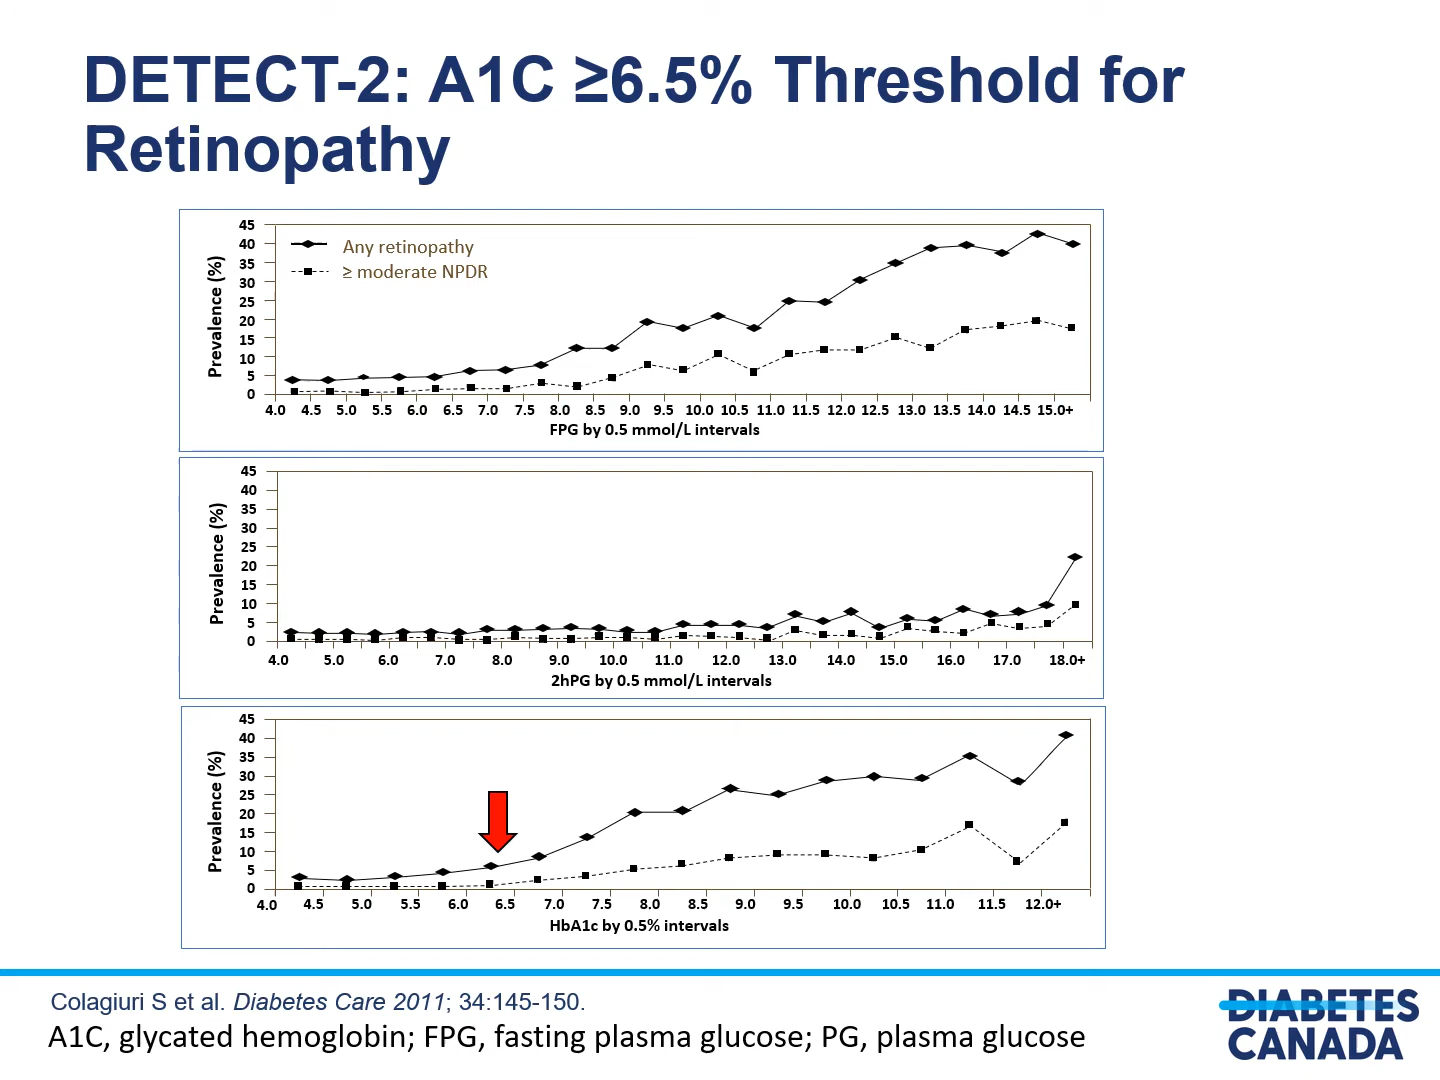 DETECT-2: A1C ≥6.5% Threshold for
Retinopathy
Prevalence (%)
45
40
35
30
25
20
15
10
5
0
Any retinopathy
≥ moderate NPDR
4.0 4.5 5.0 5.5 6.0 6.5 7.0 7.5 8.0 8.5 9.0 9.5 10.0 10.5 11.0 11.5 12.0 12.5 13.0 13.5 14.0 14.5 15.0+
FPG by 0.5 mmol/L intervals
Prevalence (%)
45
40
35
30
25
20
15
10
5
0
4.0 5.0 6.0 7.0 8.0 9.0 10.0 11.0 12.0 13.0 14.0 15.0 16.0 17.0 18.0+
2hPG by 0.5 mmol/L intervals
Prevalence (%)
45
40
35
30
25
20
15
10
5
0
4.0 4.5 5.0 5.5 6.0 6.5 7.0 7.5 8.0 8.5 9.0 9.5 10.0 10.5 11.0 11.5 12.0+
HbA1c by 0.5% intervals
Colagiuri S et al. Diabetes Care 2011; 34:145-150.
A1C, glycated hemoglobin; FPG, fasting plasma glucose; PG, plasma glucose
DIABETES
CANADA